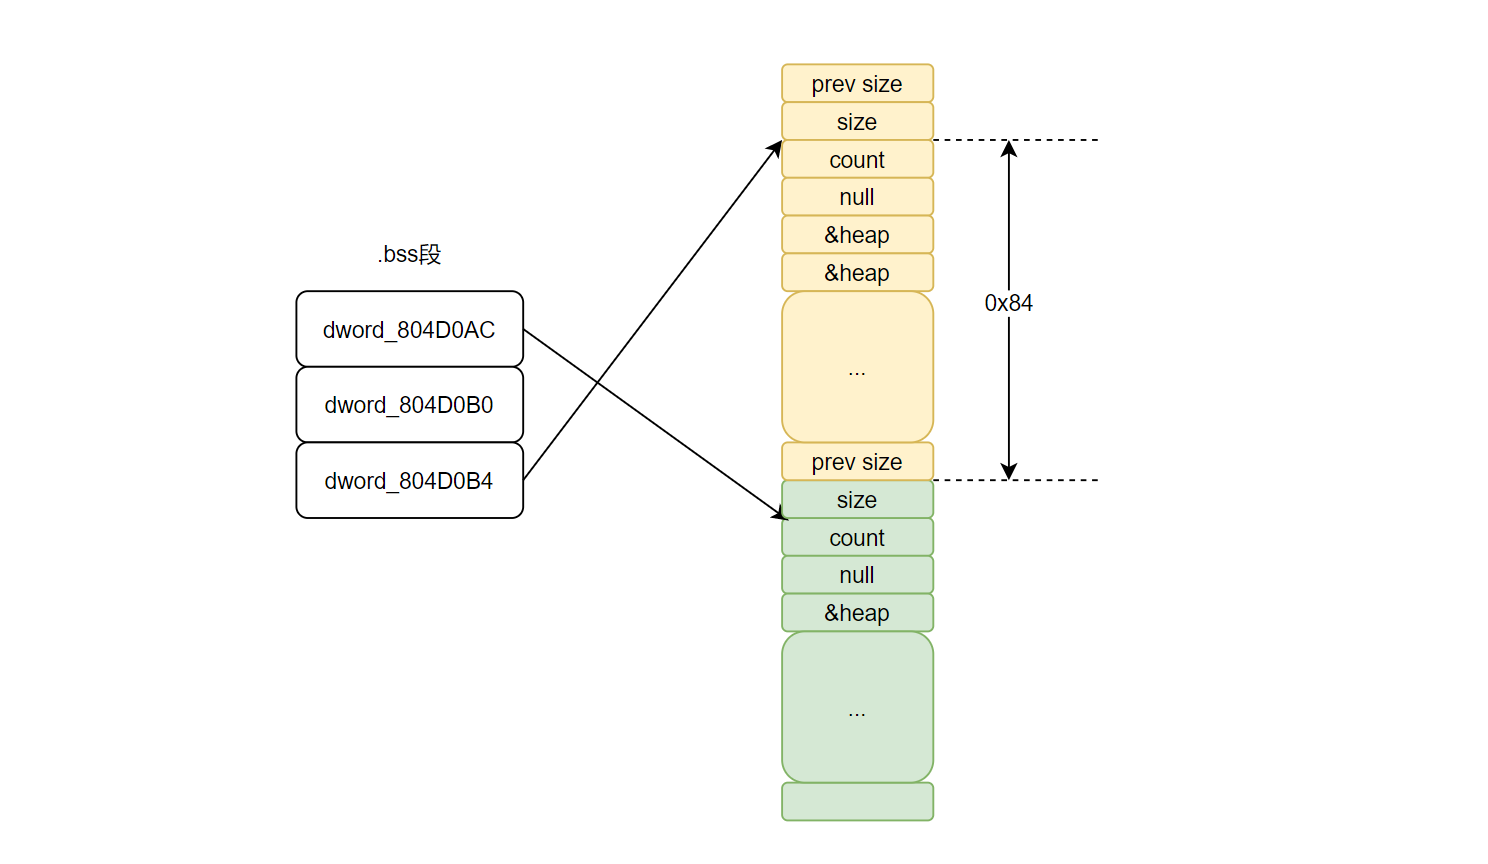 .bss段
dword_804D0AC
dword_804D0B0
dword_804D0B4
prev size
size
count
null
&heap
&heap
...
prev size
size
count
null
&heap
...
0x84